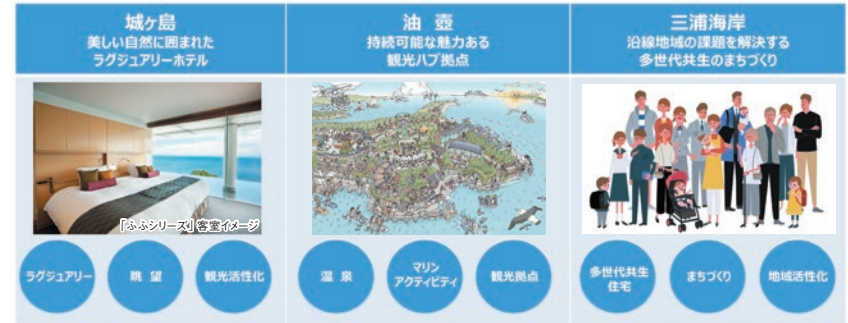 城ヶ島
美しい自然に囲まれた
ラグジュアリーホテル
油 壺
持続可能な魅力ある
観光ハブ拠点
三浦海岸
沿線地域の課題を解決する
多世代共生のまちづくり
「ふふシリーズ」客室イメージ
ラグジュアリー
眺 望
観光活性化
温 泉
マリン
アクティビティ
観光拠点
多世代共生
住宅
まちづくり
地域活性化